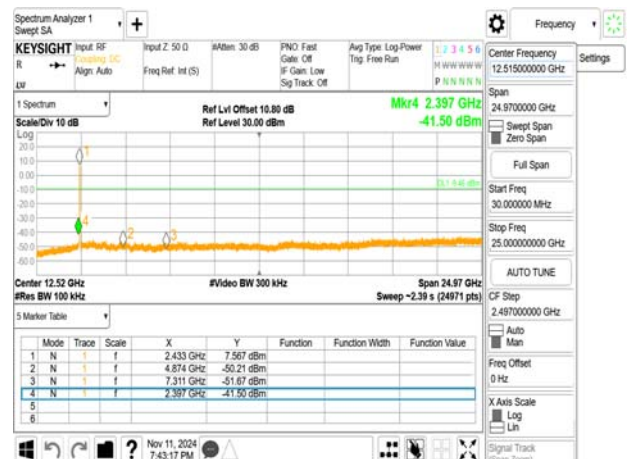 Spectrum Analyzer 1
Swept SA
Frequency
KEYSIGHT Input: RF Input Z: 50 Ω #Atten: 30 dB PNO: Fast Avg Type: Log-Power 1 2 3 4 5 6
R Coupling: DC Gate: Off Trig: Free Run M W W W W W
Align: Auto Freq Ref: Int (S) IF Gain: Low
Sig Track: Off P N N N N N
LXI
Center Frequency
12.515000000 GHz
Settings
1 Spectrum
Ref Lvl Offset 10.80 dB
Mkr4 2.397 GHz
Scale/Div 10 dB Ref Level 30.00 dBm -41.50 dBm
Log
20.0
10.0
0.00
-10.0
-20.0
-30.0
-40.0
-50.0
-60.0
1
4
2
3
Center 12.52 GHz #Video BW 300 kHz Span 24.97 GHz
#Res BW 100 kHz Sweep ~2.39 s (24971 pts)
Span
24.9700000 GHz
Swept Span
Zero Span
Full Span
Start Freq
30.000000 MHz
Stop Freq
25.000000000 GHz
AUTO TUNE
CF Step
2.497000000 GHz
Auto
Man
Freq Offset
0 Hz
X Axis Scale
Log
Lin
Signal Track
5 Marker Table
Mode Trace Scale X Y Function Function Width Function Value
1 N 1 f 2.433 GHz 7.567 dBm
2 N 1 f 4.874 GHz -50.21 dBm
3 N 1 f 7.311 GHz -51.67 dBm
4 N 1 f 2.397 GHz -41.50 dBm
5
6
Nov 11, 2024
7:43:17 PM